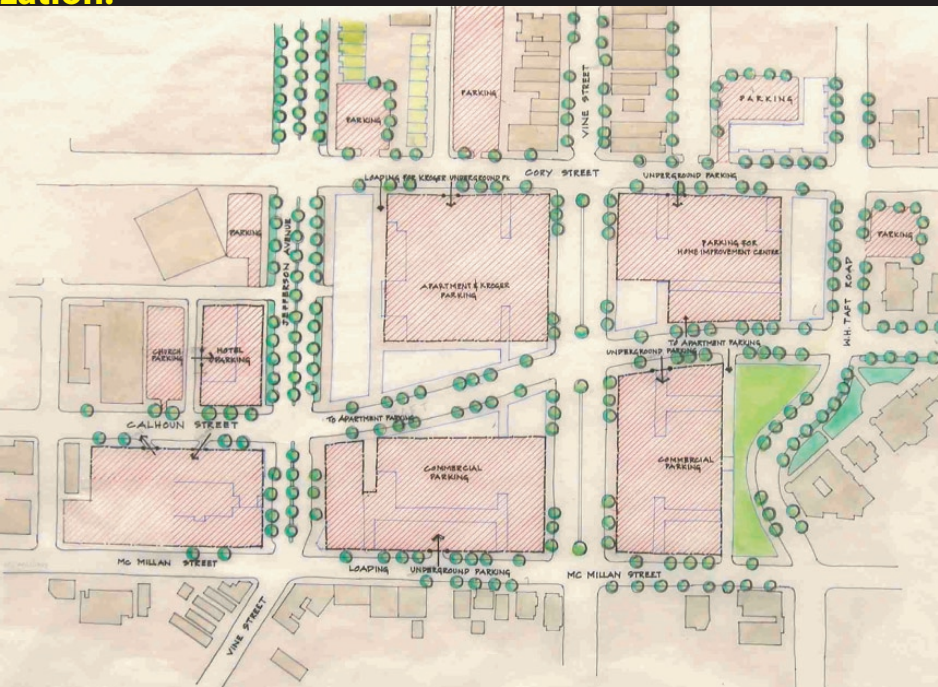 zation.
PARKING
PARKING
VINE STREET
PARKING
LOADING FOR KROGER UNDERGROUND PK
CORY STREET
UNDERGROUND PARKING
PARKING
JEFFERSON AVENUE
APARTMENT & KROGER
PARKING
PARKING FOR
HOME IMPROVEMENT CENTER
PARKING
W.H. TAFT ROAD
CHURCH
PARKING
HOTEL
PARKING
TO APARTMENT PARKING
UNDERGROUND PARKING
TO APARTMENT PARKING
CALHOUN STREET
COMMERCIAL
PARKING
COMMERCIAL
PARKING
MC MILLAN STREET
LOADING
UNDERGROUND PARKING
MC MILLAN STREET
VINE STREET